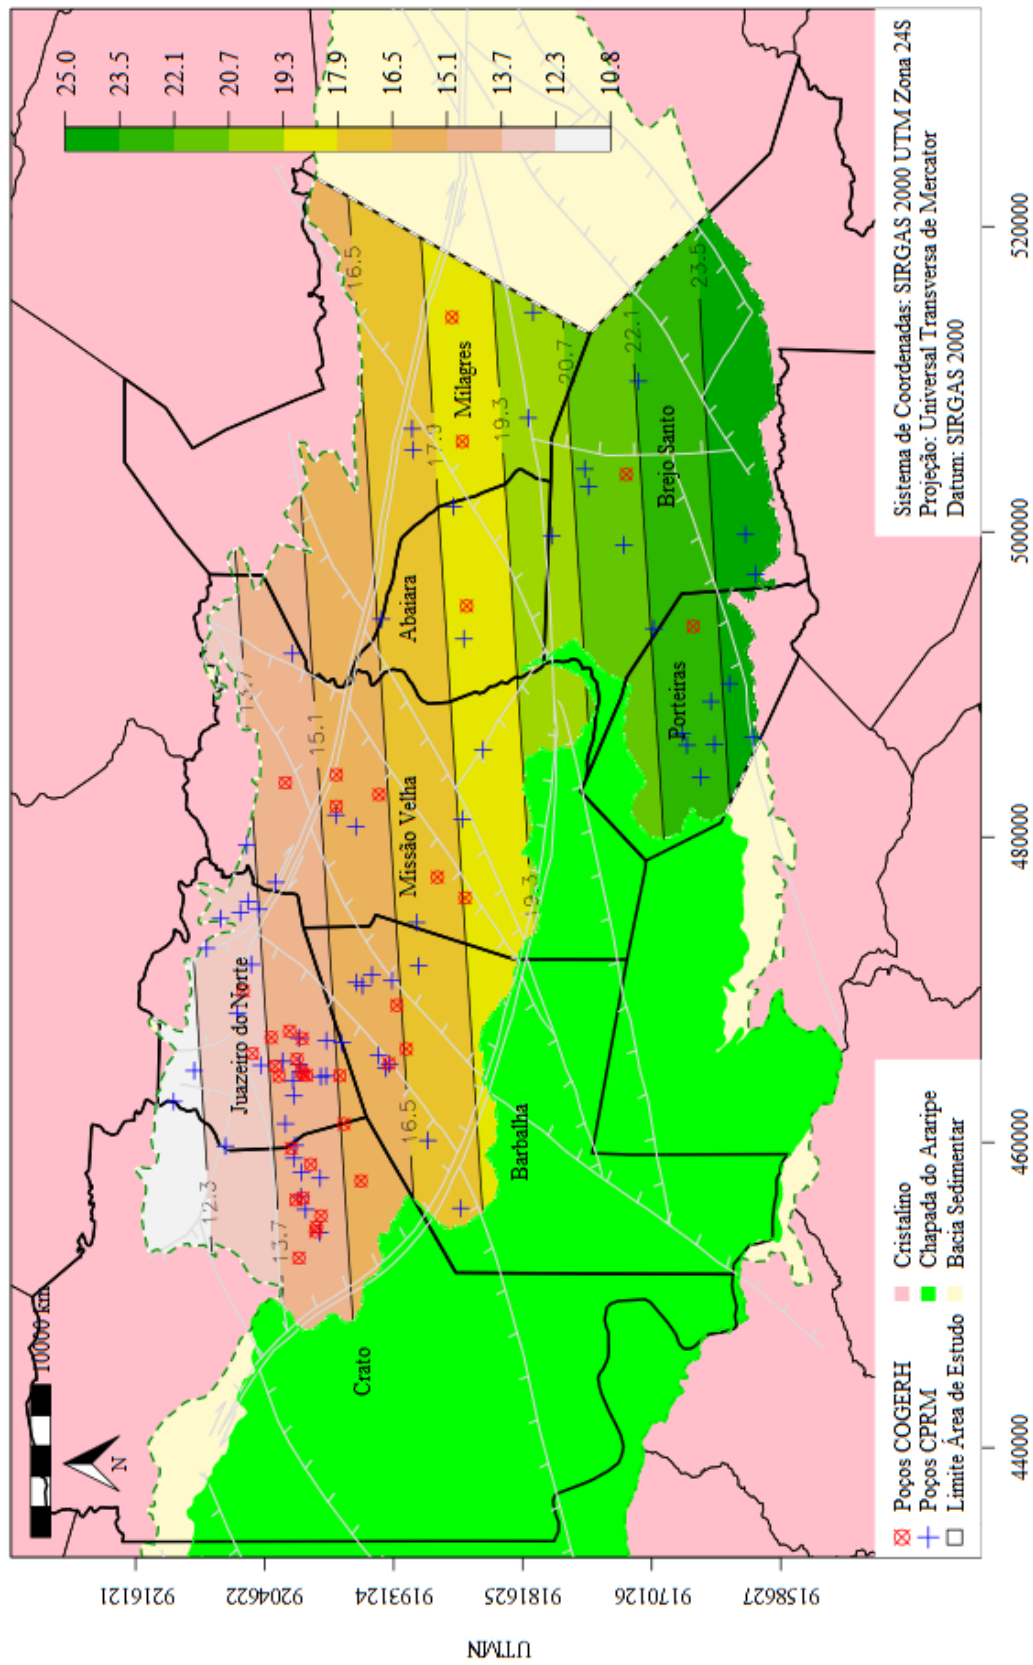 10000 km
N
25.0
23.5
22.1
20.7
19.3
17.9
16.5
15.1
13.7
12.3
10.8
12.3
13.7
13.7
15.1
16.5
16.5
17.9
19.3
19.3
20.7
22.1
23.5
Juazeiro do Norte
Crato
Barbalha
Missão Velha
Abaiara
Milagres
Porteiras
Brejo Santo
Poços COGERH
Poços CPRM
Limite Área de Estudo
Cristalino
Chapada do Araripe
Bacia Sedimentar
Sistema de Coordenadas: SIRGAS 2000 UTM Zona 24S
Projeção: Universal Transversa de Mercator
Datum: SIRGAS 2000
UTMN
9216121
9204622
9193124
9181625
9170126
9158627
440000
460000
480000
500000
520000